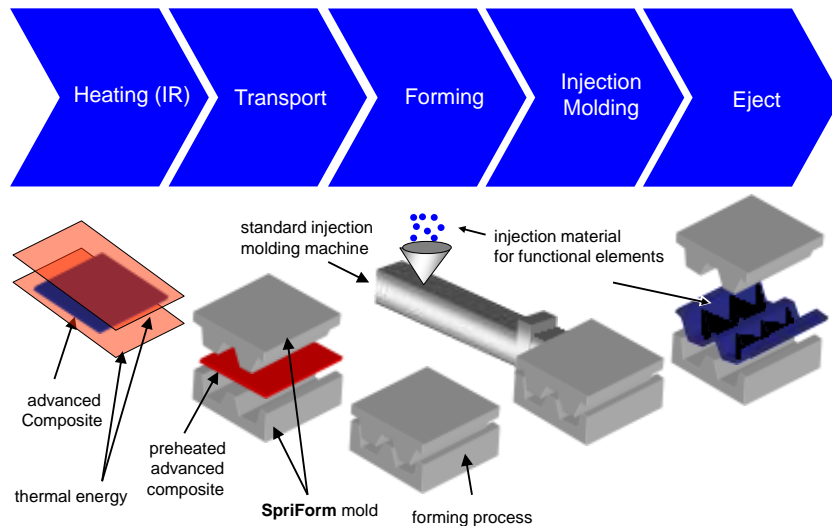 Heating (IR)
Transport
Forming
Injection
Molding
Eject
standard injection
molding machine
injection material
for functional elements
advanced
Composite
preheated
advanced
composite
thermal energy
SpriForm mold
forming process